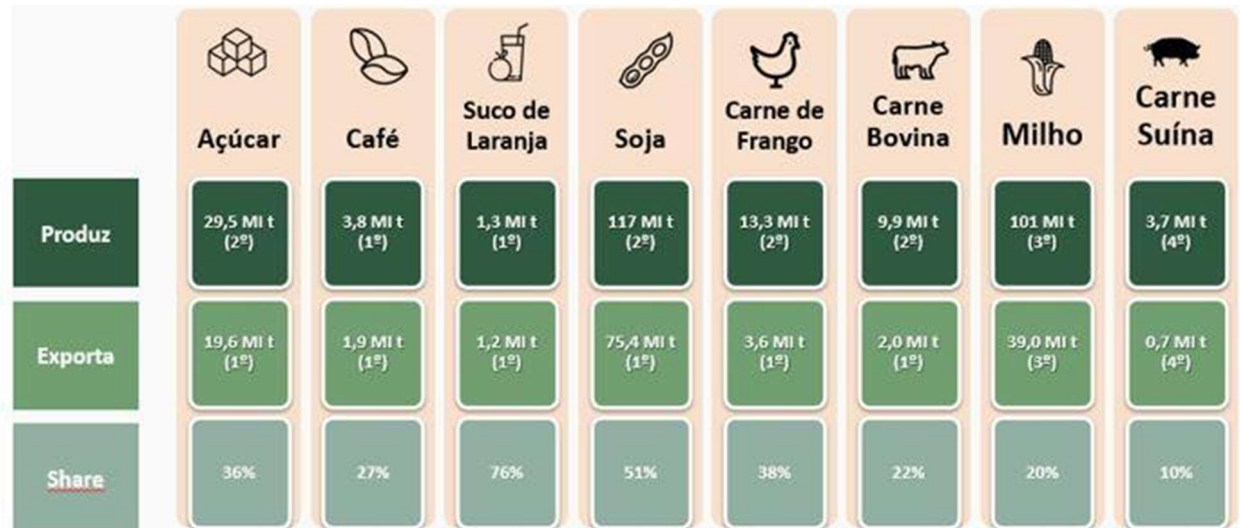 Açúcar
Café
Suco de
Laranja
Soja
Carne de
Frango
Carne
Bovina
Milho
Carne
Suína
Produz
29,5 MI t
(2º)
3,8 MI t
(1º)
1,3 MI t
(1º)
117 MI t
(2º)
13,3 MI t
(2º)
9,9 MI t
(2º)
101 MI t
(3º)
3,7 MI t
(4º)
Exporta
19,6 MI t
(1º)
1,9 MI t
(1º)
1,2 MI t
(1º)
75,4 MI t
(1º)
3,6 MI t
(1º)
2,0 MI t
(1º)
39,0 MI t
(3º)
0,7 MI t
(4º)
Share
36%
27%
76%
51%
38%
22%
20%
10%